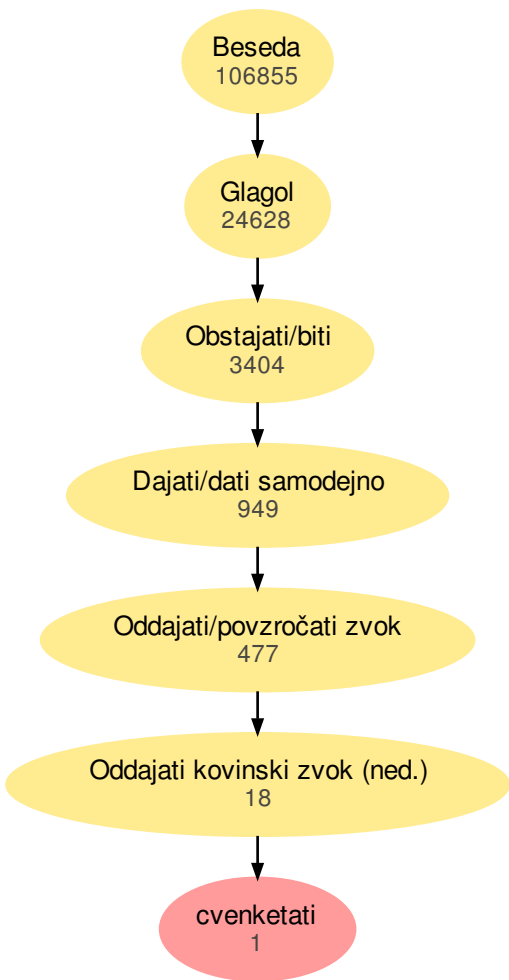 Beseda
106855
Glagol
24628
Obstajati/biti
3404
Dajati/dati samodejno
949
Oddajati/povzročati zvok
477
Oddajati kovinski zvok (ned.)
18
cvenketati
1